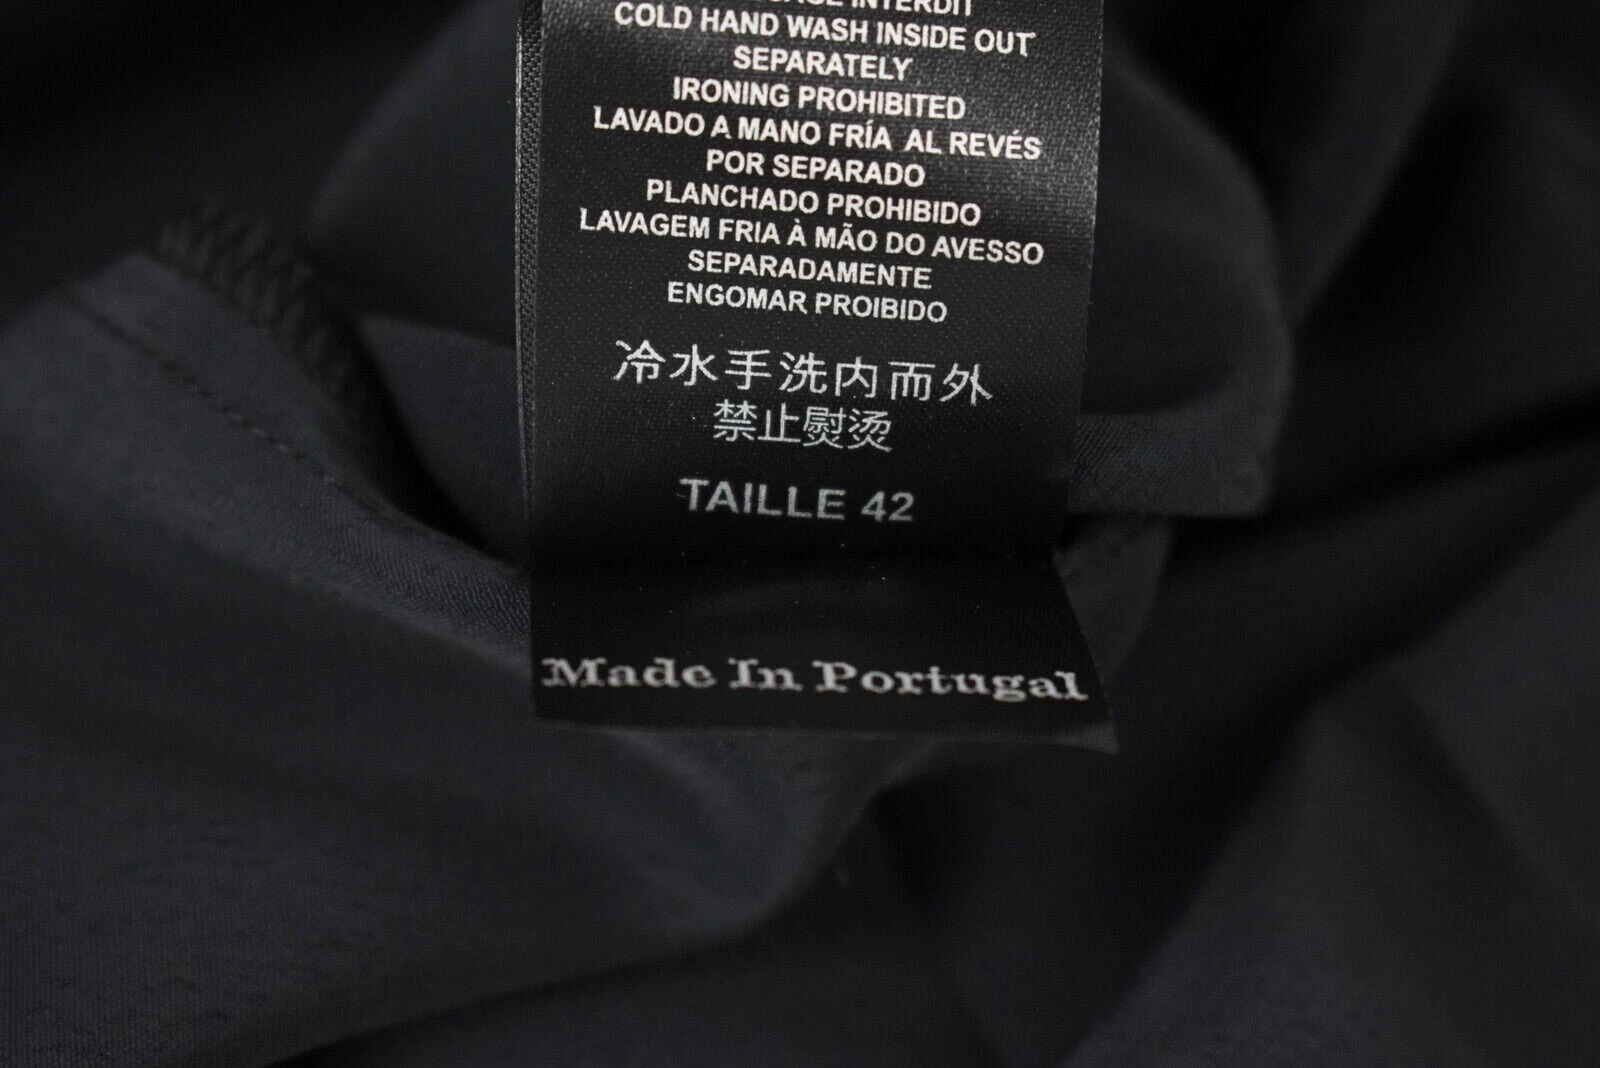 INTERDIT
COLD HAND WASH INSIDE OUT
SEPARATELY
IRONING PROHIBITED
LAVADO A MANO FRÍA AL REVÉS
POR SEPARADO
PLANCHADO PROHIBIDO
LAVAGEM FRIA À MÃO DO AVESSO
SEPARADAMENTE
ENGOMAR PROIBIDO
冷水手洗内而外
禁止熨烫
TAILLE 42
Made In Portugal